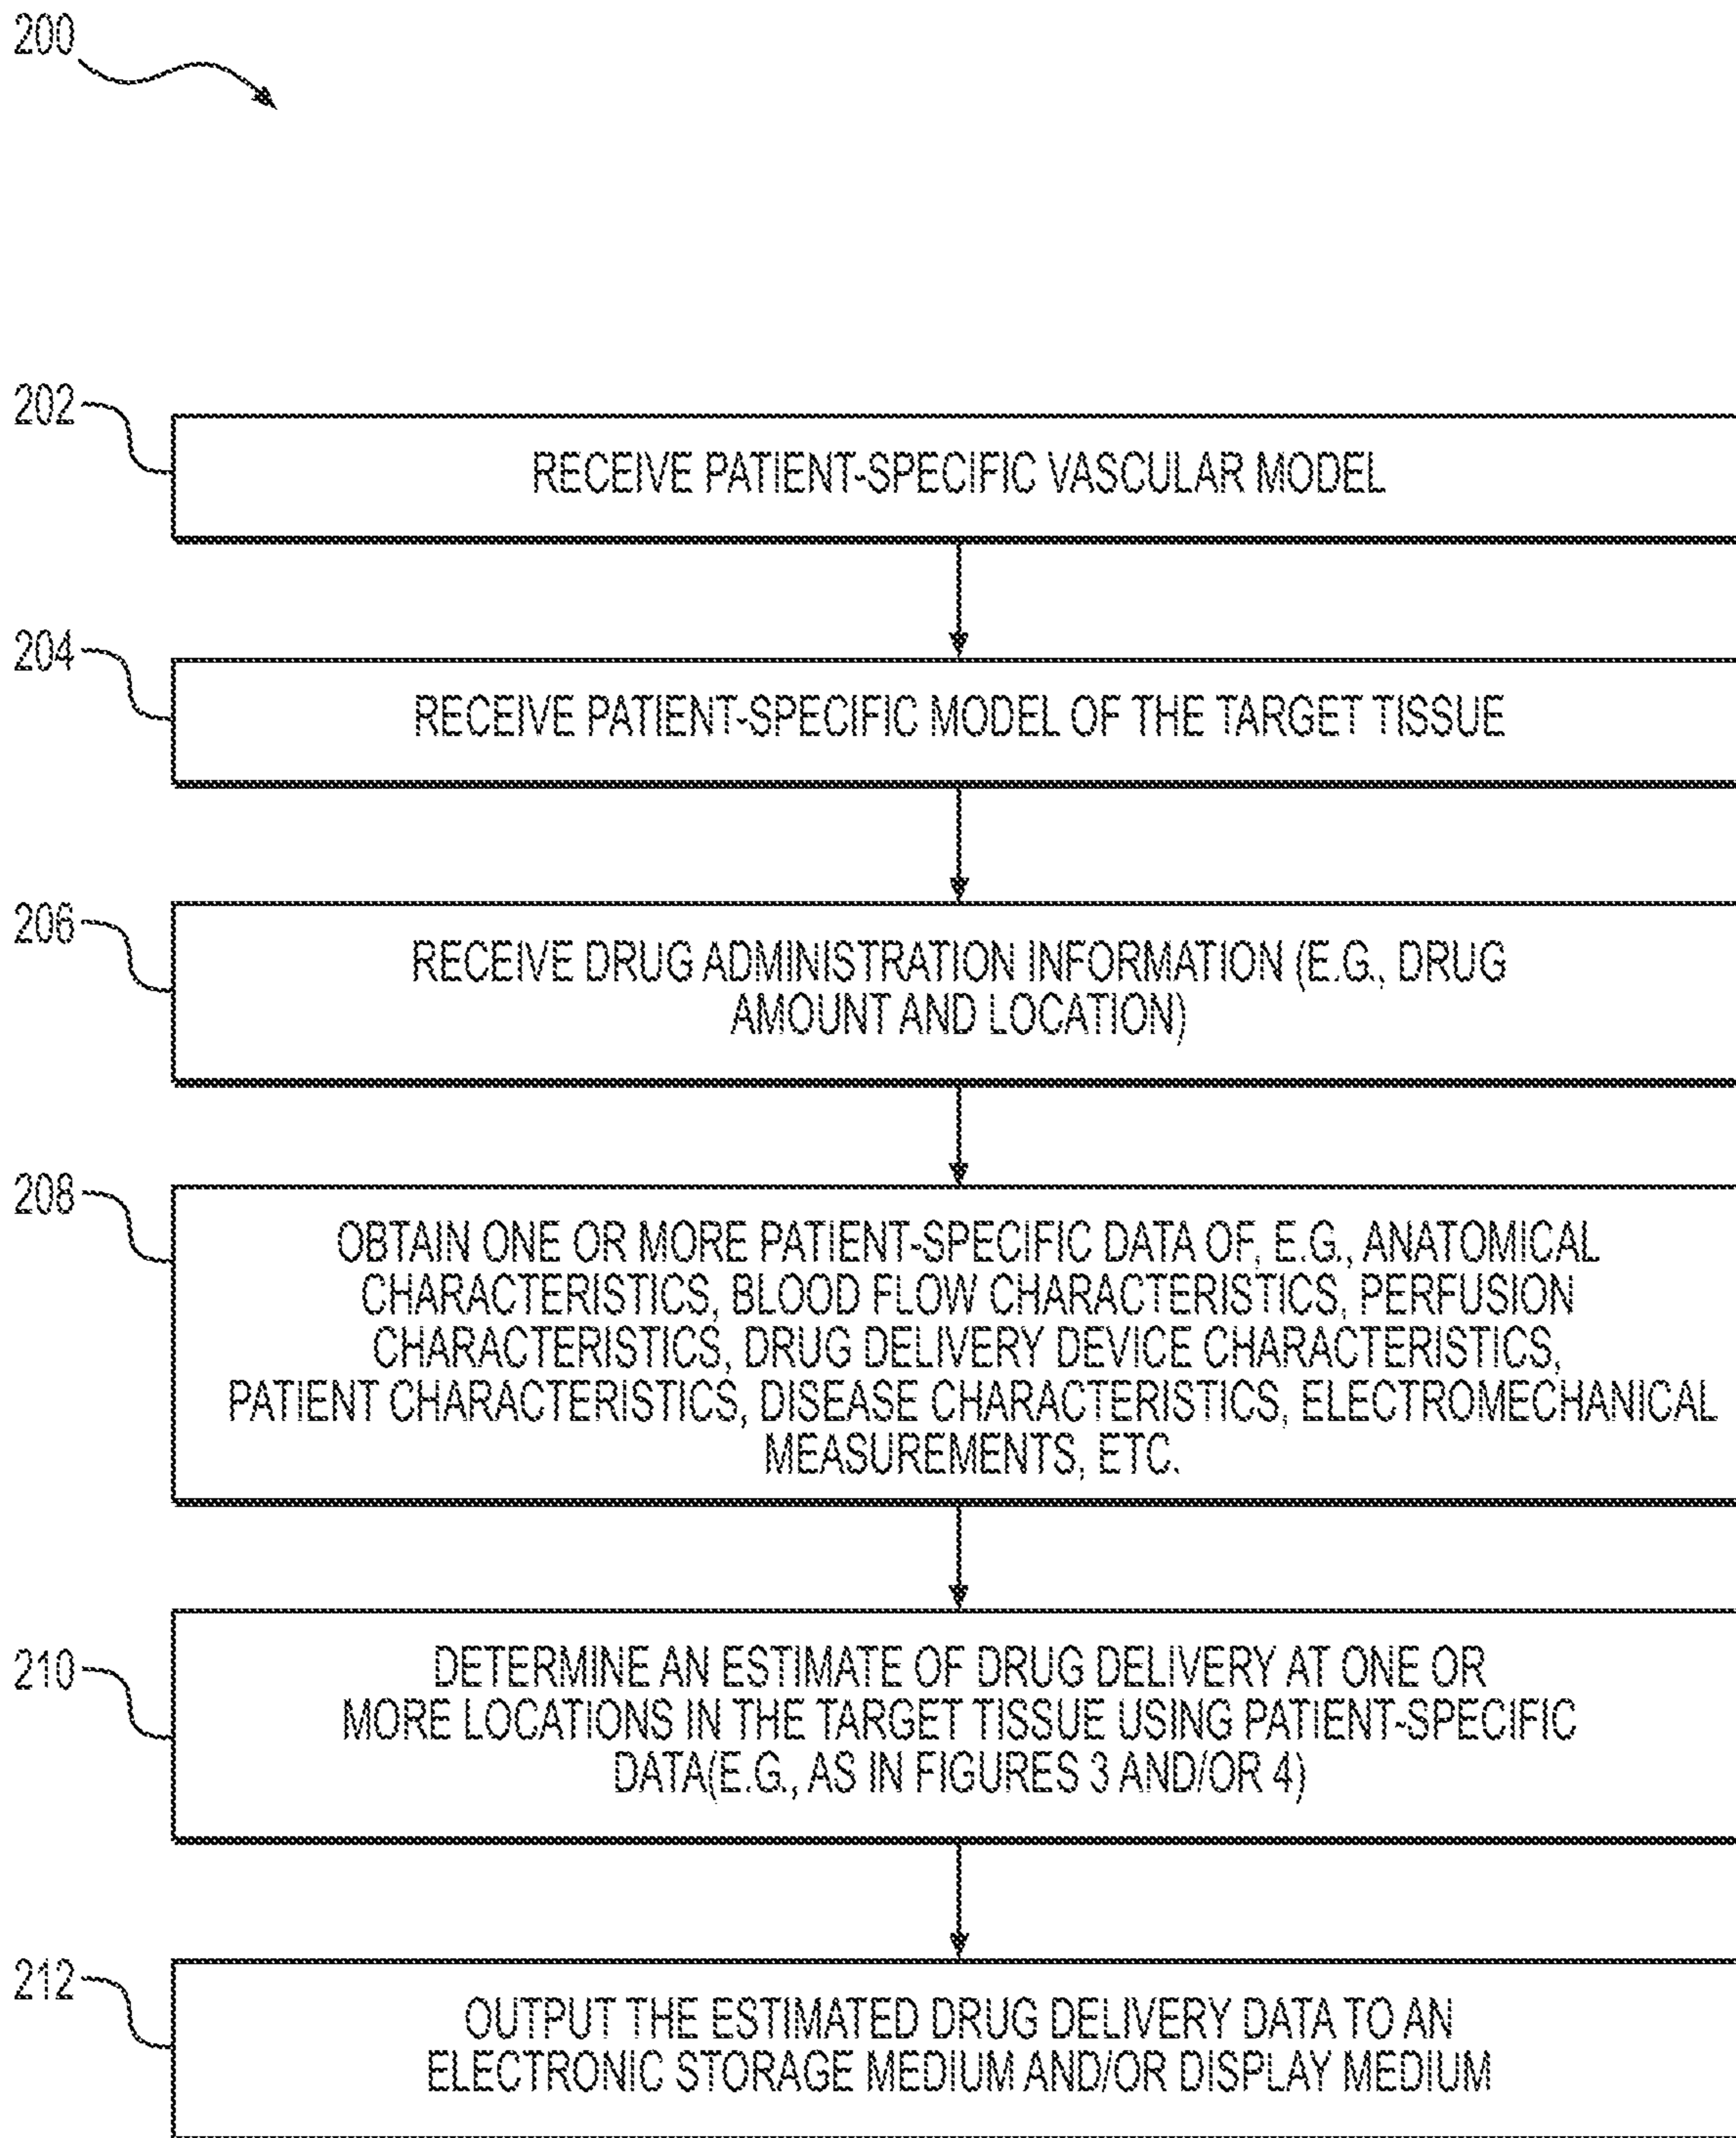 200
202
RECEIVE PATIENT-SPECIFIC VASCULAR MODEL
204
RECEIVE PATIENT-SPECIFIC MODEL OF THE TARGET TISSUE
206
RECEIVE DRUG ADMINISTRATION INFORMATION (E.G., DRUG
AMOUNT AND LOCATION)
208
OBTAIN ONE OR MORE PATIENT-SPECIFIC DATA OF, E.G., ANATOMICAL
CHARACTERISTICS, BLOOD FLOW CHARACTERISTICS, PERFUSION
CHARACTERISTICS, DRUG DELIVERY DEVICE CHARACTERISTICS,
PATIENT CHARACTERISTICS, DISEASE CHARACTERISTICS, ELECTROMECHANICAL
MEASUREMENTS, ETC.
210
DETERMINE AN ESTIMATE OF DRUG DELIVERY AT ONE OR
MORE LOCATIONS IN THE TARGET TISSUE USING PATIENT-SPECIFIC
DATA(E.G., AS IN FIGURES 3 AND/OR 4)
212
OUTPUT THE ESTIMATED DRUG DELIVERY DATA TO AN
ELECTRONIC STORAGE MEDIUM AND/OR DISPLAY MEDIUM